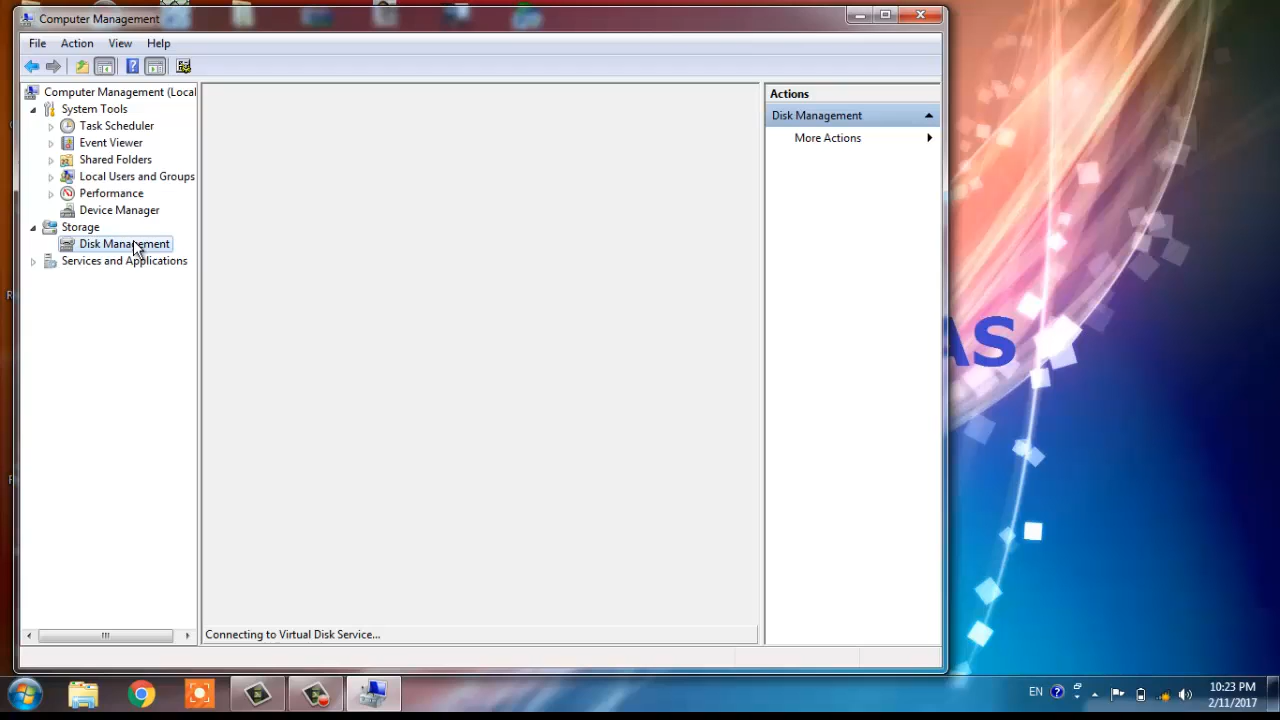 Computer Management
File Action View Help
Computer Management (Local
System Tools
Task Scheduler
Event Viewer
Shared Folders
Local Users and Groups
Performance
Device Manager
Storage
Disk Management
Services and Applications
Connecting to Virtual Disk Service...
Actions
Disk Management
More Actions
AS
EN
10:23 PM
2/11/2017